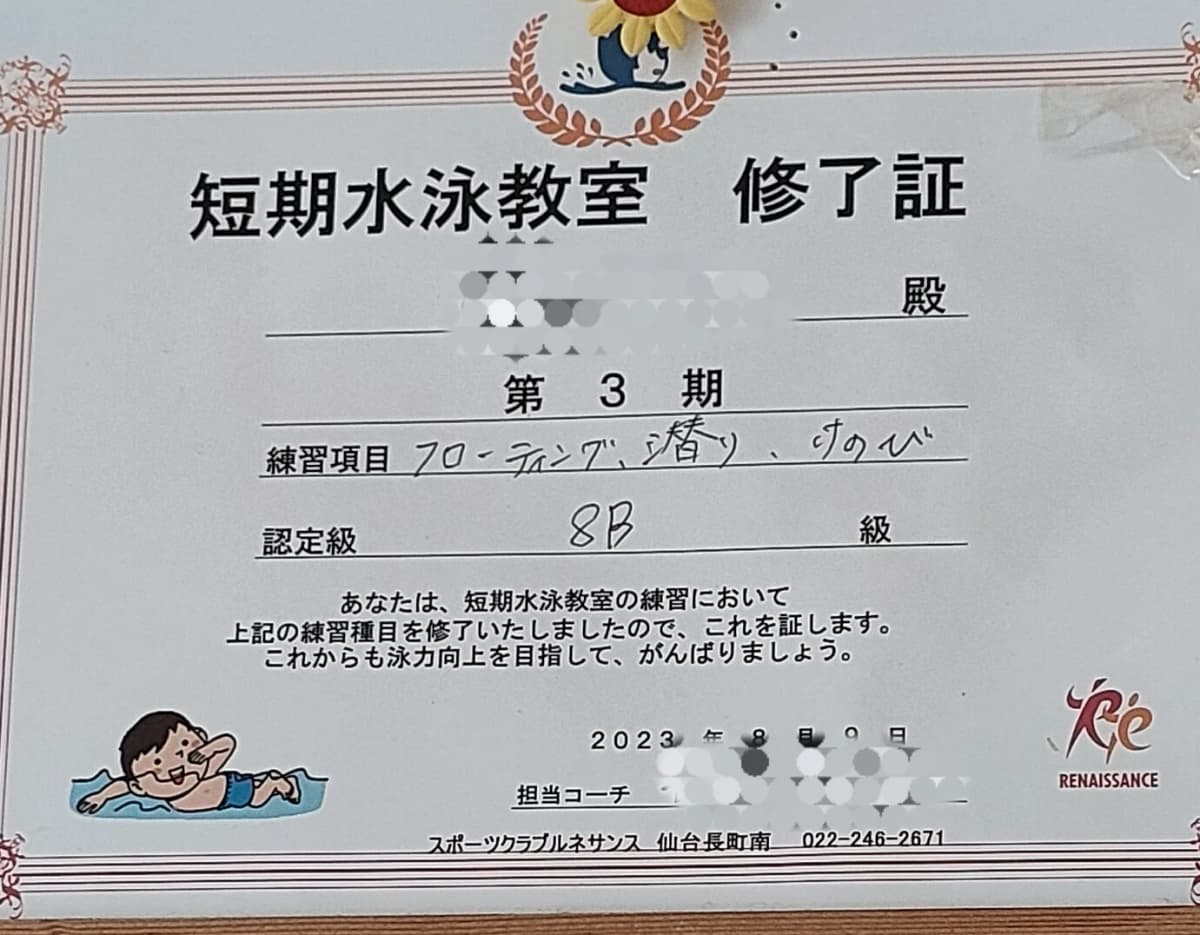 短期水泳教室 修了証
殿
第 3 期
練習項目 フローティング、潜り、けのび
認定級 8B 級
あなたは、短期水泳教室の練習において
上記の練習種目を修了いたしましたので、これを証します。
これからも泳力向上を目指して、がんばりましょう。
2023 年 8 月 9 日
担当コーチ
Re
RENAISSANCE
スポーツクラブルネサンス 仙台長町南 022-246-2671